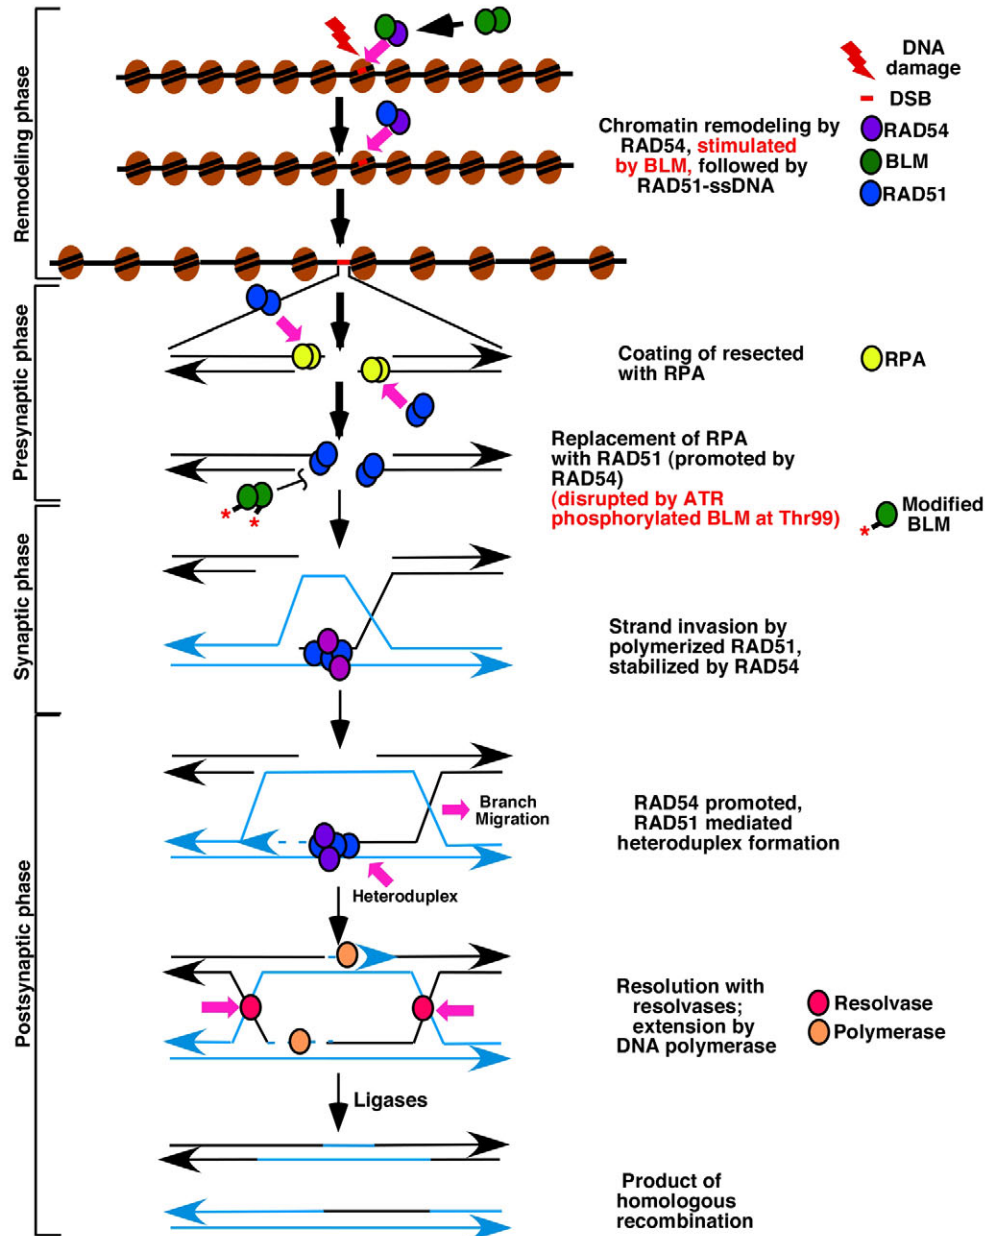 Remodeling phase
DNA
damage
DSB
RAD54
BLM
RAD51
Chromatin remodeling by
RAD54, stimulated
by BLM, followed by
RAD51-ssDNA
Presynaptic phase
Coating of resected
with RPA
RPA
Replacement of RPA
with RAD51 (promoted by
RAD54)
(disrupted by ATR
phosphorylated BLM at Thr99)
* Modified
BLM
* *
Synaptic phase
Strand invasion by
polymerized RAD51,
stabilized by RAD54
Postsynaptic phase
Branch
Migration
RAD54 promoted,
RAD51 mediated
heteroduplex formation
Heteroduplex
Resolution with
resolvases;
extension by
DNA polymerase
Resolvase
Polymerase
Ligases
Product of
homologous
recombination